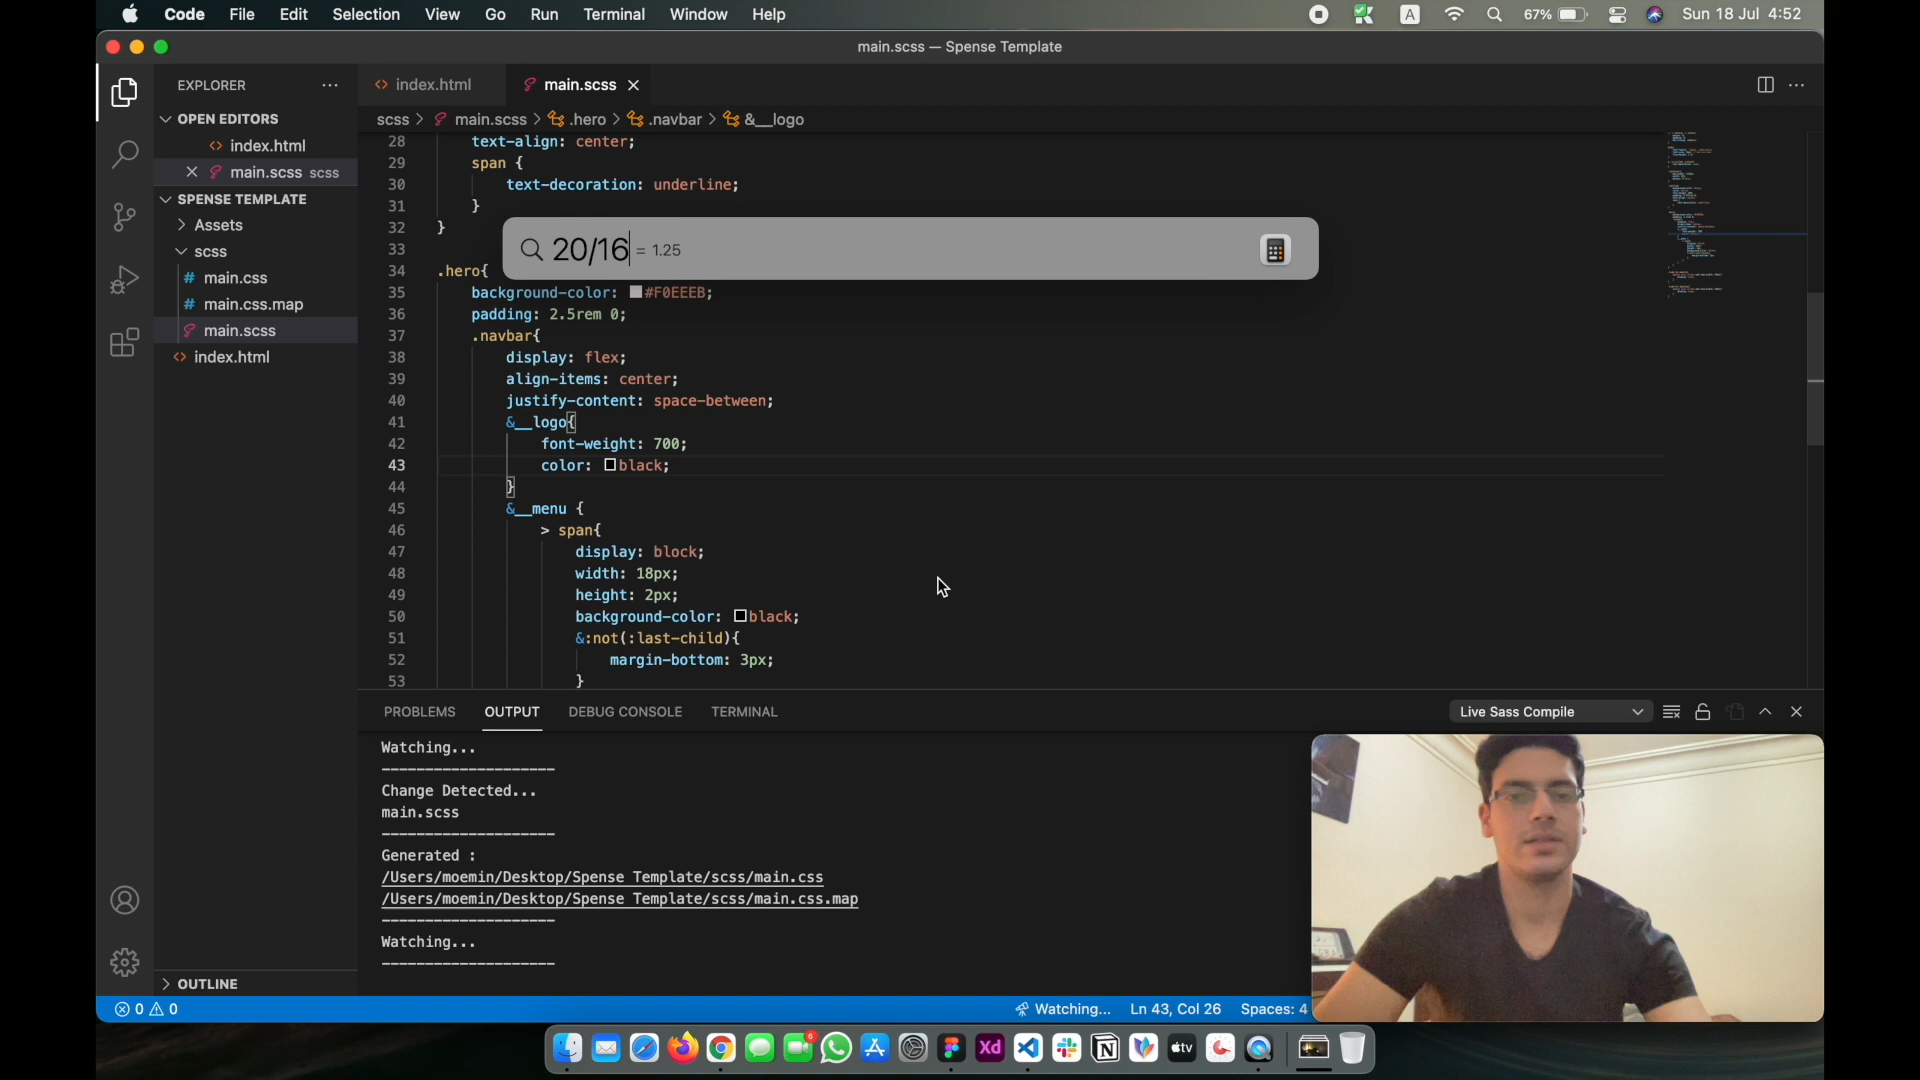 Code File Edit Selection View Go Run Terminal Window Help
A 67% Sun 18 Jul 4:52
main.scss — Spense Template
EXPLORER
index.html
main.scss
OPEN EDITORS
index.html
main.scss scss
SPENSE TEMPLATE
Assets
scss
main.css
main.css.map
main.scss
index.html
OUTLINE
scss > main.scss > .hero > .navbar > &__logo
28 text-align: center;
29 span {
30 text-decoration: underline;
31 }
32 }
33
34 .hero{
35 background-color: #F0EEEB;
36 padding: 2.5rem 0;
37 .navbar{
38 display: flex;
39 align-items: center;
40 justify-content: space-between;
41 &__logo{
42 font-weight: 700;
43 color: black;
44 }
45 &__menu {
46 > span{
47 display: block;
48 width: 18px;
49 height: 2px;
50 background-color: black;
51 &:not(:last-child){
52 margin-bottom: 3px;
53 }
20/16 = 1.25
PROBLEMS OUTPUT DEBUG CONSOLE TERMINAL
Live Sass Compile
Watching...
--------------------
Change Detected...
main.scss
--------------------
Generated :
/Users/moemin/Desktop/Spense Template/scss/main.css
/Users/moemin/Desktop/Spense Template/scss/main.css.map
--------------------
Watching...
--------------------
0 0
Watching... Ln 43, Col 26 Spaces: 4
6
Xd
N
tv